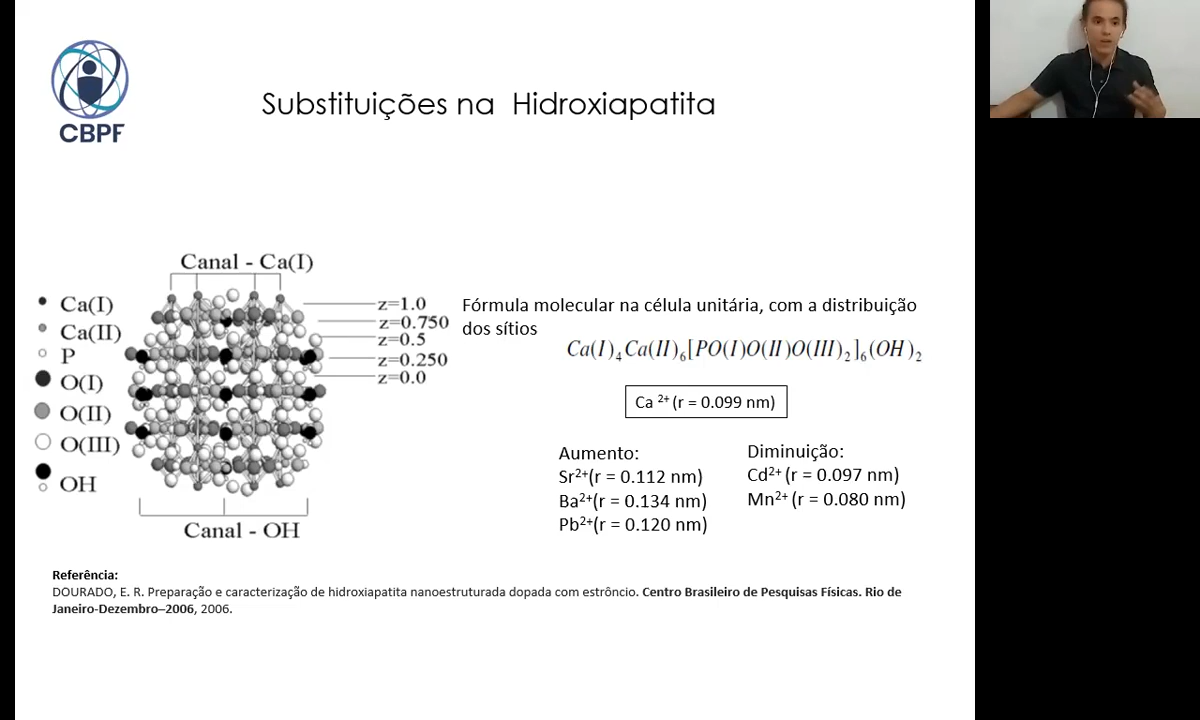 CBPF
Substituições na Hidroxiapatita
Canal - Ca(I)
Ca(I)
Ca(II)
P
O(I)
O(II)
O(III)
OH
z=1.0
z=0.750
z=0.5
z=0.250
z=0.0
Canal - OH
Fórmula molecular na célula unitária, com a distribuição
dos sítios
Ca(I)₄Ca(II)₆[PO(I)O(II)O(III)₂]₆(OH)₂
Ca ²⁺ (r = 0.099 nm)
Aumento:
Sr²⁺(r = 0.112 nm)
Ba²⁺(r = 0.134 nm)
Pb²⁺(r = 0.120 nm)
Diminuição:
Cd²⁺ (r = 0.097 nm)
Mn²⁺ (r = 0.080 nm)
Referência:
DOURADO, E. R. Preparação e caracterização de hidroxiapatita nanoestruturada dopada com estrôncio. Centro Brasileiro de Pesquisas Físicas. Rio de
Janeiro-Dezembro–2006, 2006.